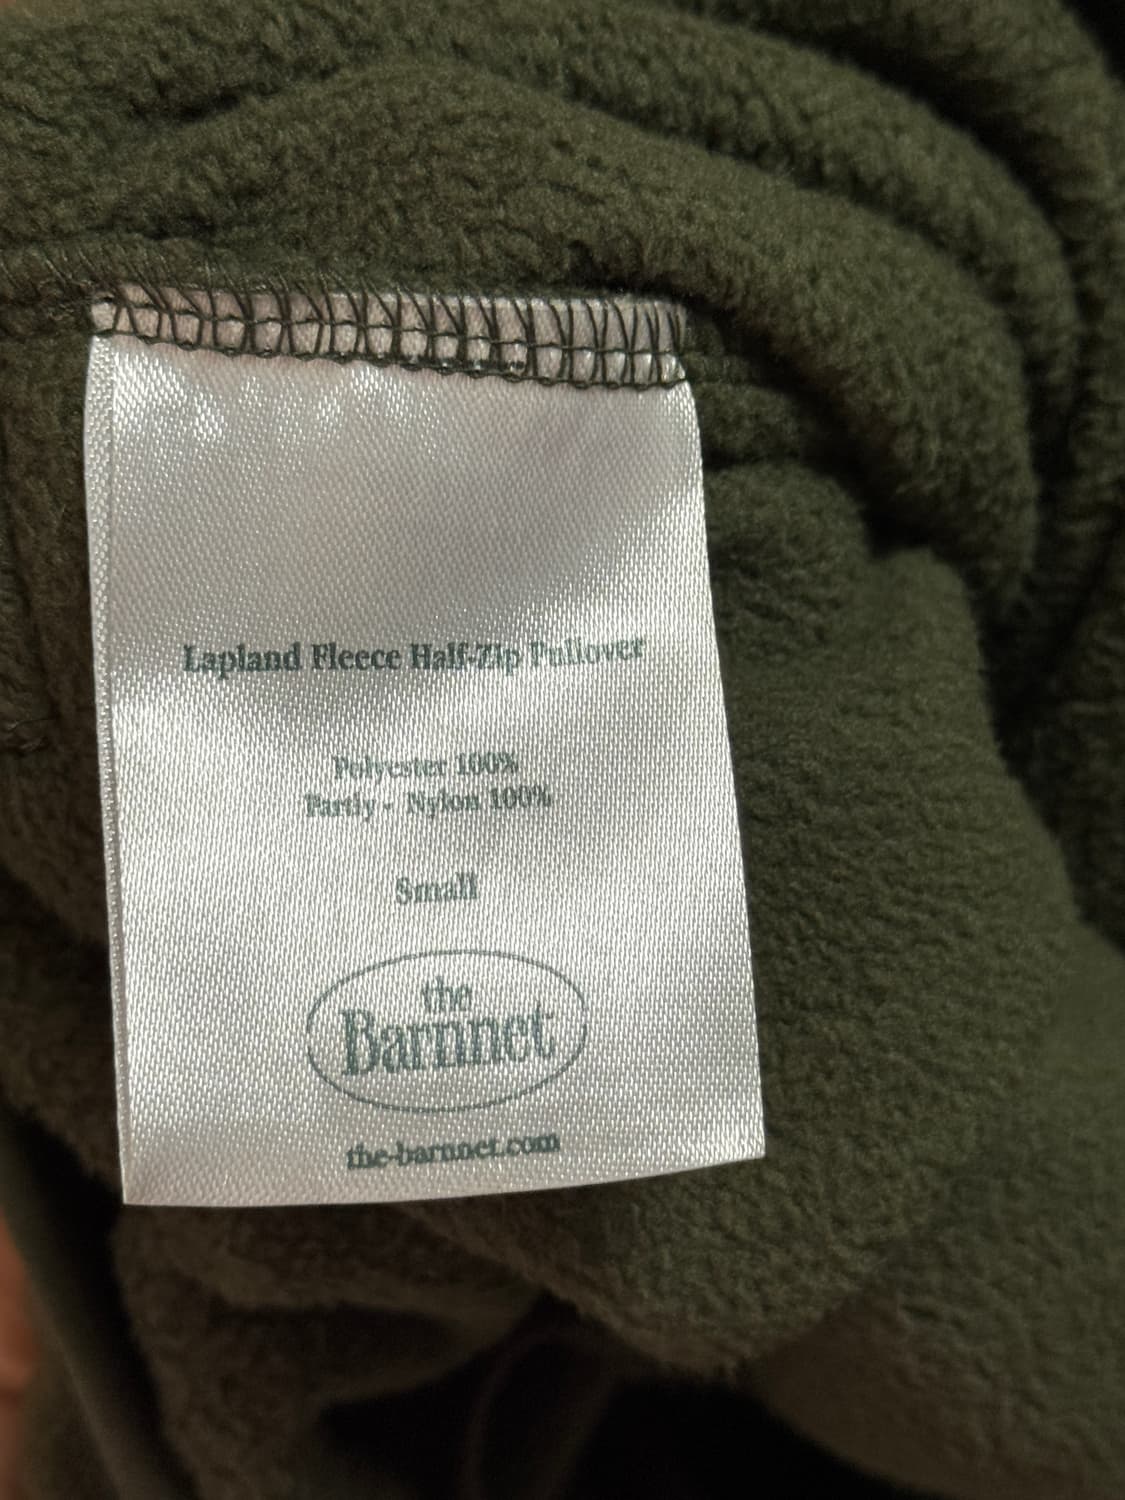 Lapland Fleece Half-Zip Pullover
Polyester 100%
Partly - Nylon 100%
Small
the
Barnnet
the-barnnet.com